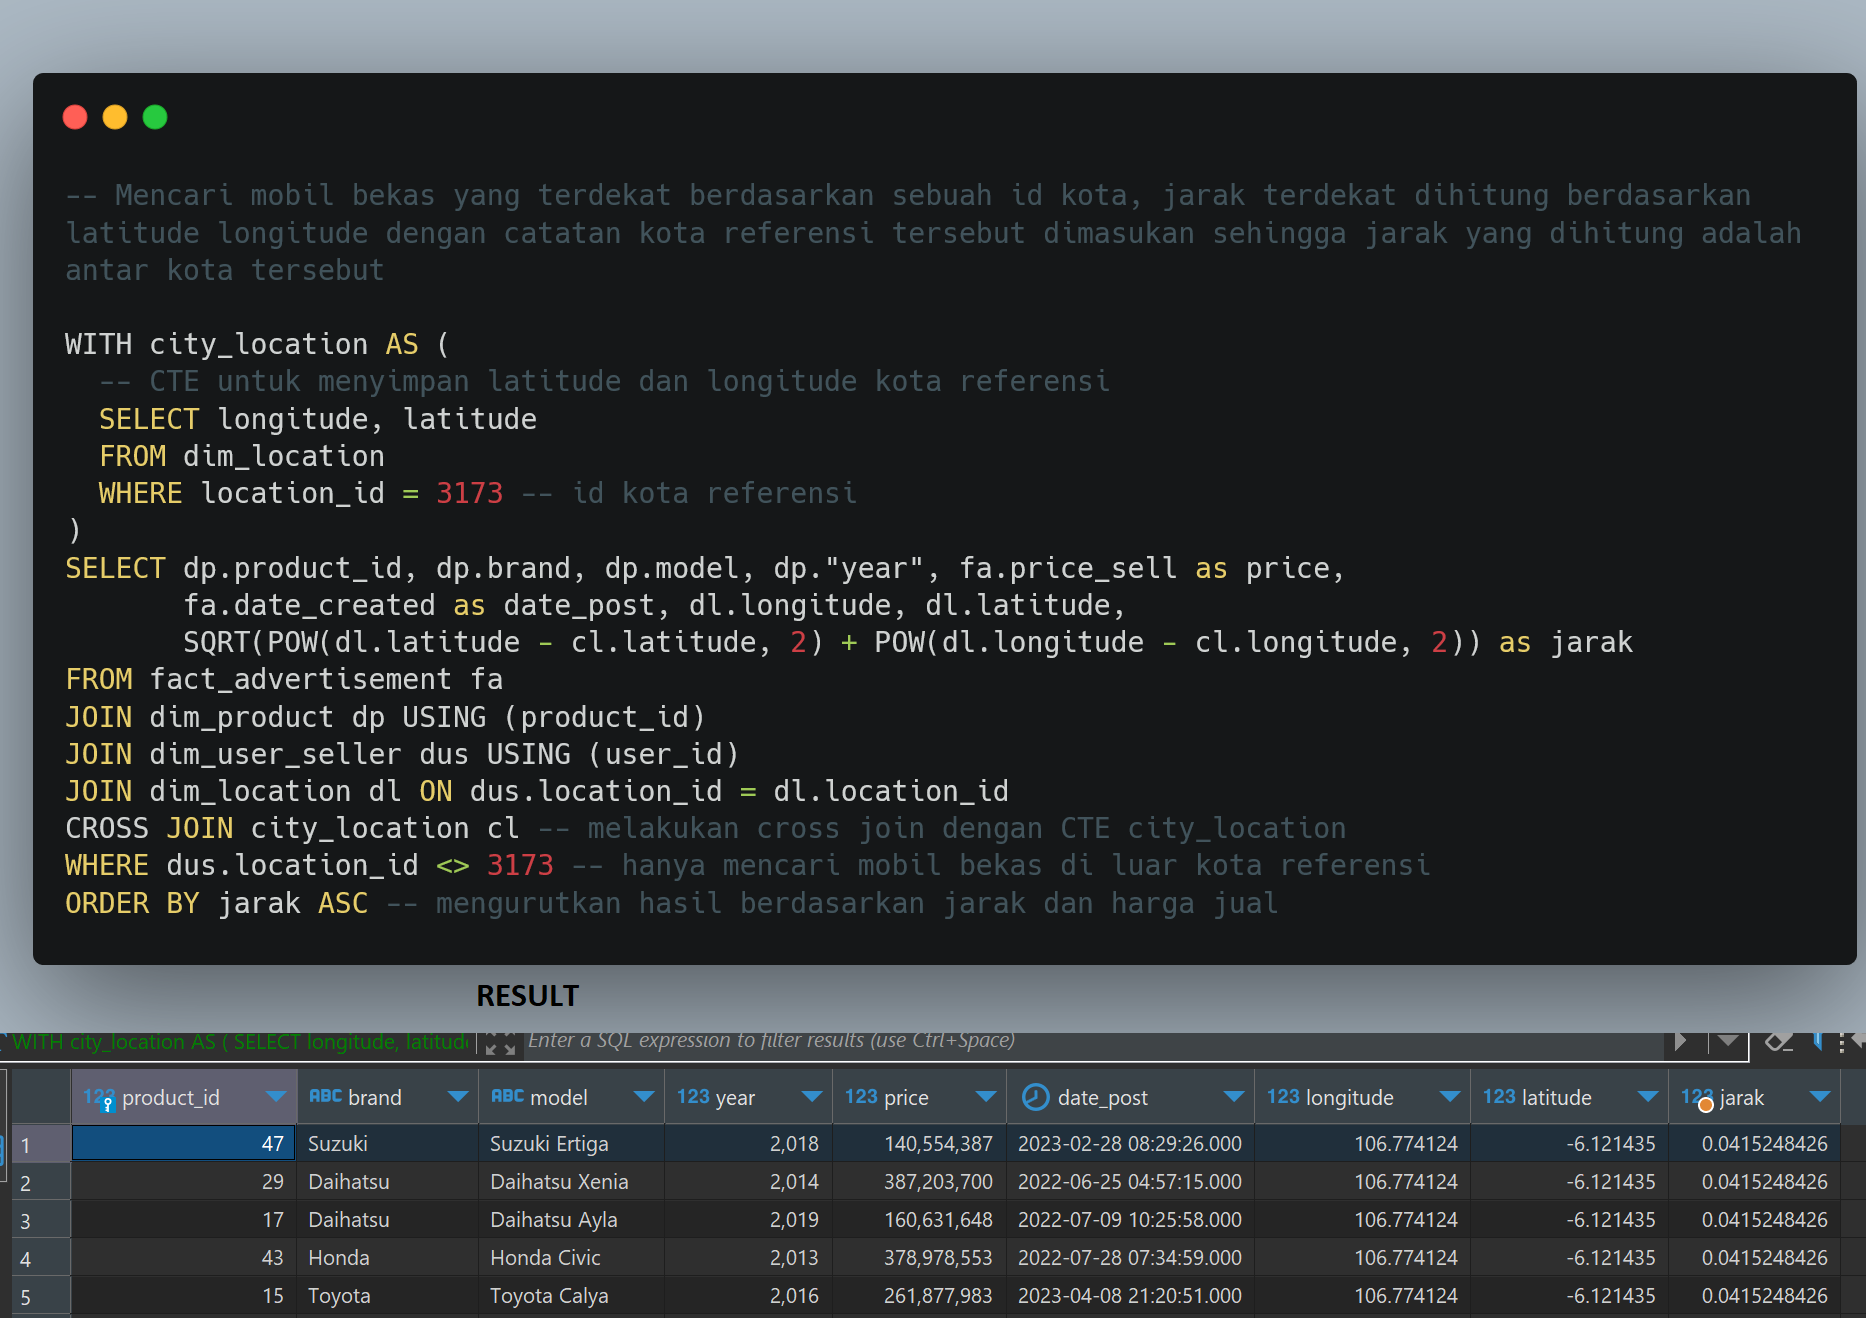 -- Mencari mobil bekas yang terdekat berdasarkan sebuah id kota, jarak terdekat dihitung berdasarkan
latitude longitude dengan catatan kota referensi tersebut dimasukan sehingga jarak yang dihitung adalah
antar kota tersebut
WITH city_location AS (
-- CTE untuk menyimpan latitude dan longitude kota referensi
SELECT longitude, latitude
FROM dim_location
WHERE location_id = 3173 -- id kota referensi
)
SELECT dp.product_id, dp.brand, dp.model, dp."year", fa.price_sell as price,
fa.date_created as date_post, dl.longitude, dl.latitude,
SQRT(POW(dl.latitude - cl.latitude, 2) + POW(dl.longitude - cl.longitude, 2)) as jarak
FROM fact_advertisement fa
JOIN dim_product dp USING (product_id)
JOIN dim_user_seller dus USING (user_id)
JOIN dim_location dl ON dus.location_id = dl.location_id
CROSS JOIN city_location cl -- melakukan cross join dengan CTE city_location
WHERE dus.location_id <> 3173 -- hanya mencari mobil bekas di luar kota referensi
ORDER BY jarak ASC -- mengurutkan hasil berdasarkan jarak dan harga jual
RESULT
WITH city_location AS ( SELECT longitude, latitude Enter a SQL expression to filter results (use Ctrl+Space)
123 product_id ABC brand ABC model 123 year 123 price date_post 123 longitude 123 latitude 123 jarak
1 47 Suzuki Suzuki Ertiga 2,018 140,554,387 2023-02-28 08:29:26.000 106.774124 -6.121435 0.0415248426
2 29 Daihatsu Daihatsu Xenia 2,014 387,203,700 2022-06-25 04:57:15.000 106.774124 -6.121435 0.0415248426
3 17 Daihatsu Daihatsu Ayla 2,019 160,631,648 2022-07-09 10:25:58.000 106.774124 -6.121435 0.0415248426
4 43 Honda Honda Civic 2,013 378,978,553 2022-07-28 07:34:59.000 106.774124 -6.121435 0.0415248426
5 15 Toyota Toyota Calya 2,016 261,877,983 2023-04-08 21:20:51.000 106.774124 -6.121435 0.0415248426